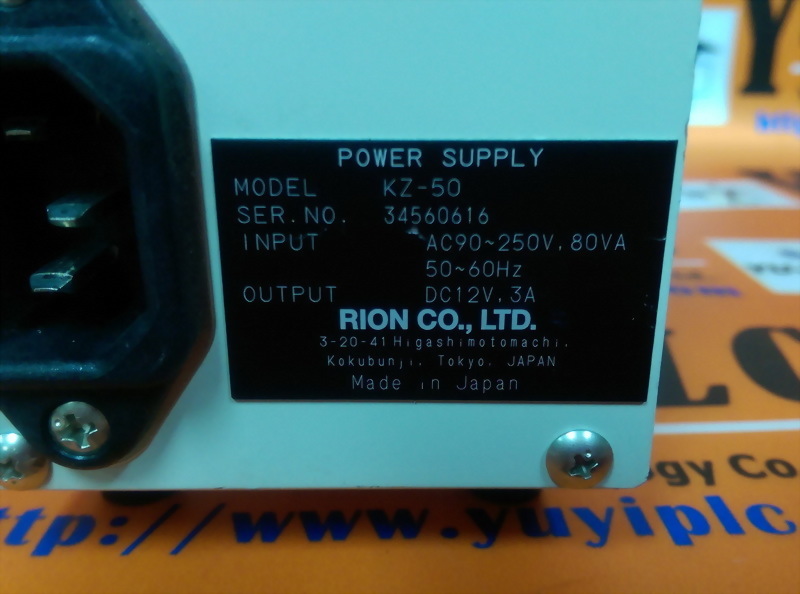 POWER SUPPLY
MODEL KZ-50
SER.NO. 34560616
INPUT AC90~250V, 80VA
50~60Hz
OUTPUT DC12V, 3A
RION CO., LTD.
3-20-41 Higashimotomachi,
Kokubunji, Tokyo, JAPAN
Made in Japan
Co
http://www.yuyiplc.